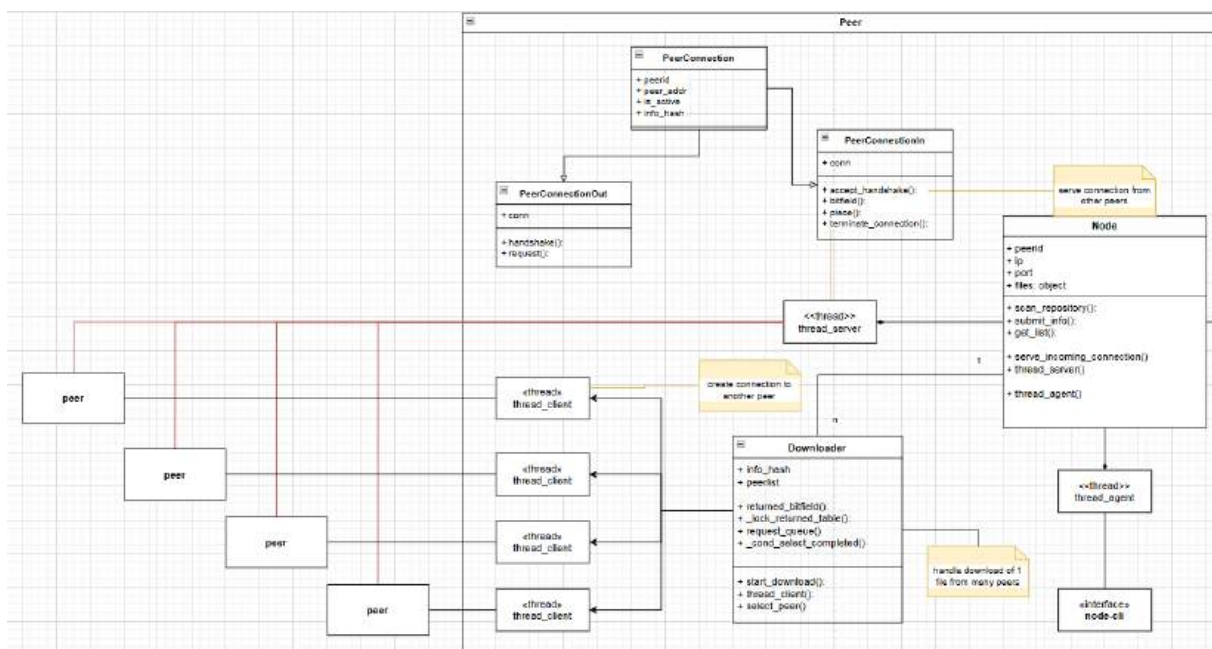 Peer
PeerConnection
+ peerid
+ peer_addr
+ is_active
+ info_hash
PeerConnectionIn
+ conn
+ accept_handshake():
+ bitfield():
+ piece():
+ terminate_connection():
serve connection from
other peers
PeerConnectionOut
+ conn
+ handshake():
+ request():
Node
+ peerid
+ ip
+ port
+ files: object
+ scan_repository():
+ submit_info():
+ get_list():
+ serve_incoming_connection()
+ thread_server()
+ thread_agent()
<<thread>>
thread_server
1
n
peer
peer
peer
peer
«thread»
thread_client
«thread»
thread_client
«thread»
thread_client
«thread»
thread_client
create connection to
another peer
Downloader
+ info_hash
+ peerlist
+ returned_bitfield():
+ _lock_returned_table():
+ request_queue()
+ _cond_select_completed()
+ start_download():
+ thread_client():
+ select_peer()
handle download of 1
file from many peers
<<thread>>
thread_agent
«interface»
node-cli